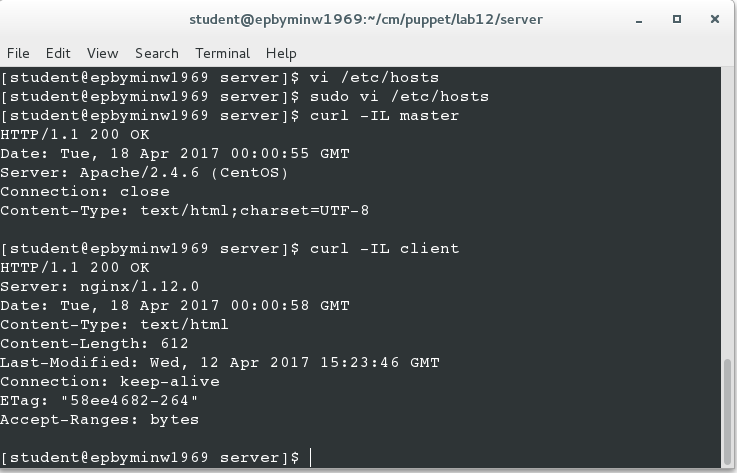 student@epbyminw1969:~/cm/puppet/lab12/server
File Edit View Search Terminal Help
[student@epbyminw1969 server]$ vi /etc/hosts
[student@epbyminw1969 server]$ sudo vi /etc/hosts
[student@epbyminw1969 server]$ curl -IL master
HTTP/1.1 200 OK
Date: Tue, 18 Apr 2017 00:00:55 GMT
Server: Apache/2.4.6 (CentOS)
Connection: close
Content-Type: text/html;charset=UTF-8
[student@epbyminw1969 server]$ curl -IL client
HTTP/1.1 200 OK
Server: nginx/1.12.0
Date: Tue, 18 Apr 2017 00:00:58 GMT
Content-Type: text/html
Content-Length: 612
Last-Modified: Wed, 12 Apr 2017 15:23:46 GMT
Connection: keep-alive
ETag: "58ee4682-264"
Accept-Ranges: bytes
[student@epbyminw1969 server]$